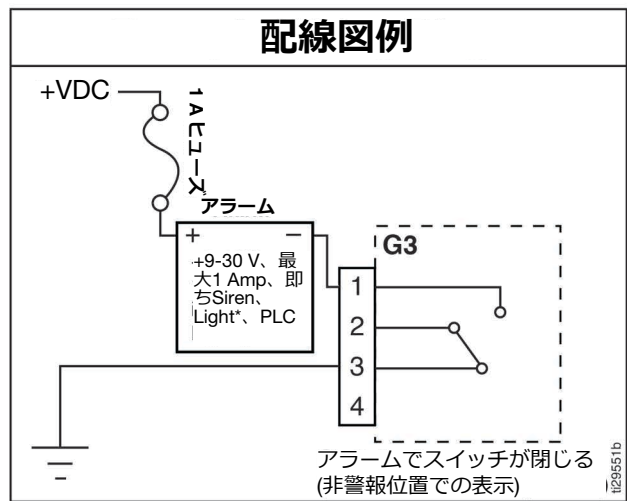 配線図例
+VDC
1 A ヒューズ
アラーム
+ −
+9-30 V、最
大1 Amp、即
ちSiren、
Light*、PLC
G3
1
2
3
4
アラームでスイッチが閉じる
(非警報位置での表示)
ti29551b